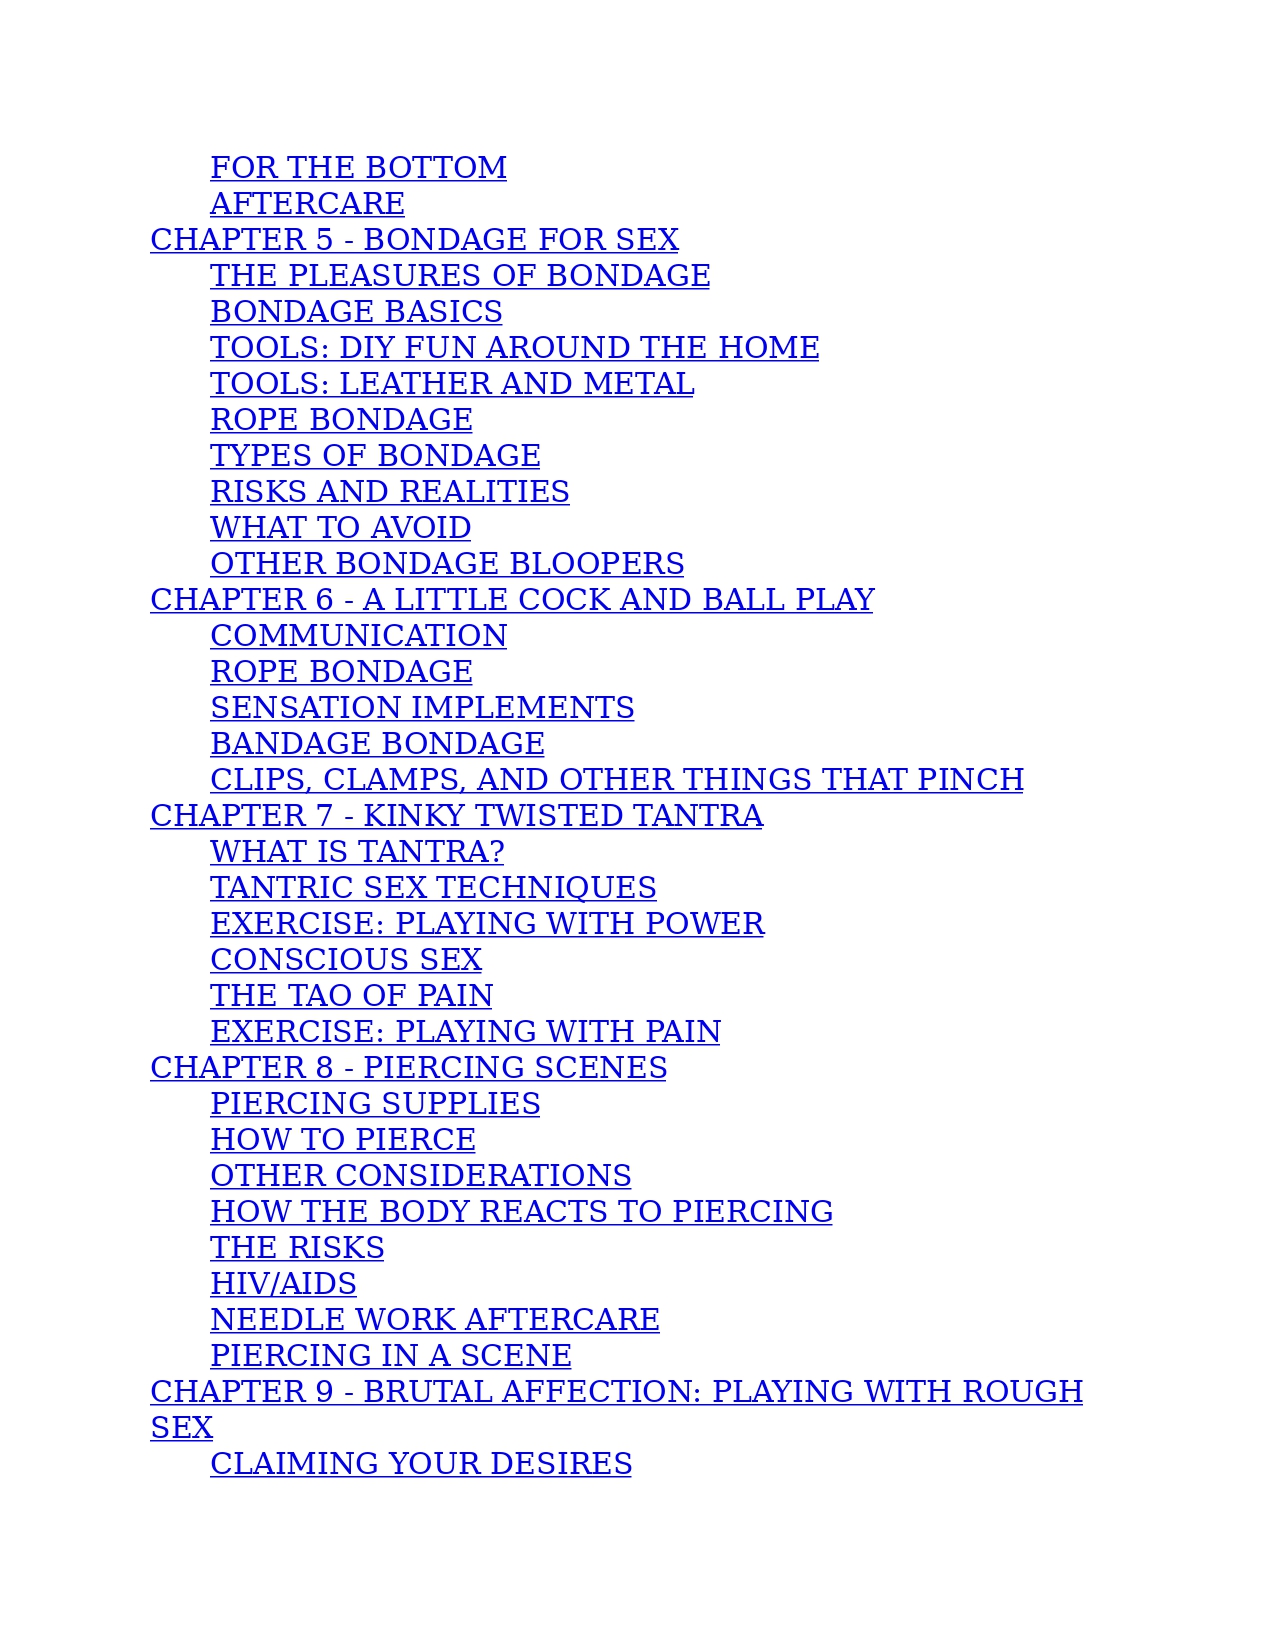 FOR THE BOTTOM
AFTERCARE
CHAPTER 5 - BONDAGE FOR SEX
THE PLEASURES OF BONDAGE
BONDAGE BASICS
TOOLS: DIY FUN AROUND THE HOME
TOOLS: LEATHER AND METAL
ROPE BONDAGE
TYPES OF BONDAGE
RISKS AND REALITIES
WHAT TO AVOID
OTHER BONDAGE BLOOPERS
CHAPTER 6 - A LITTLE COCK AND BALL PLAY
COMMUNICATION
ROPE BONDAGE
SENSATION IMPLEMENTS
BANDAGE BONDAGE
CLIPS, CLAMPS, AND OTHER THINGS THAT PINCH
CHAPTER 7 - KINKY TWISTED TANTRA
WHAT IS TANTRA?
TANTRIC SEX TECHNIQUES
EXERCISE: PLAYING WITH POWER
CONSCIOUS SEX
THE TAO OF PAIN
EXERCISE: PLAYING WITH PAIN
CHAPTER 8 - PIERCING SCENES
PIERCING SUPPLIES
HOW TO PIERCE
OTHER CONSIDERATIONS
HOW THE BODY REACTS TO PIERCING
THE RISKS
HIV/AIDS
NEEDLE WORK AFTERCARE
PIERCING IN A SCENE
CHAPTER 9 - BRUTAL AFFECTION: PLAYING WITH ROUGH
SEX
CLAIMING YOUR DESIRES